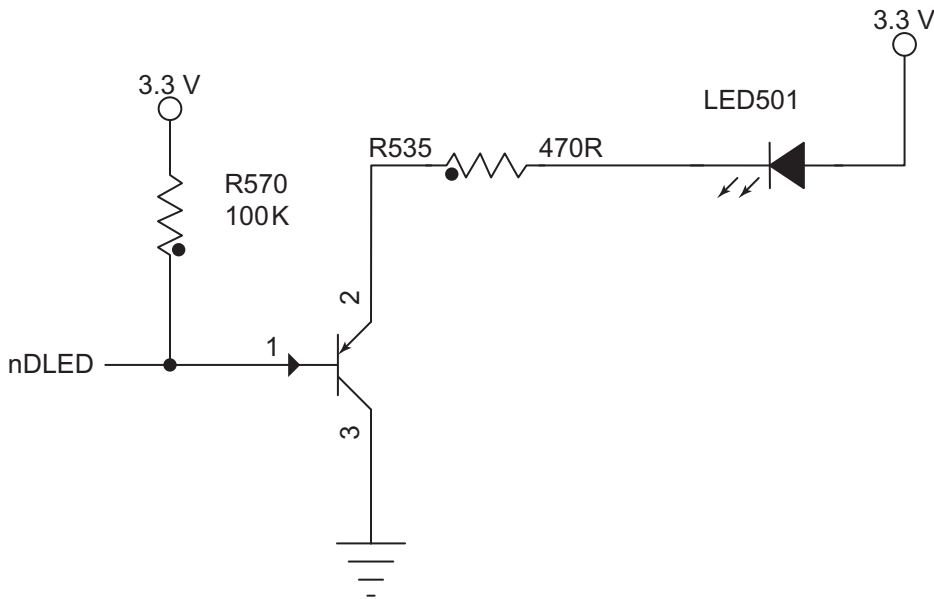 3.3 V
3.3 V
LED501
R535
470R
R570
100K
2
1
nDLED
3